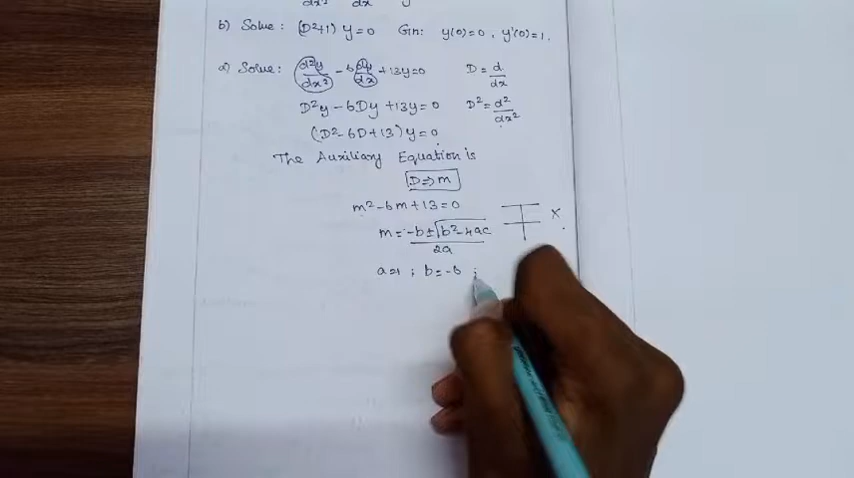 dx² dx y
b) Solve: (D²+1) y=0 Gn: y(0)=0, y'(0)=1.
a) Solve: d²y/dx² - 6 dy/dx +13y=0 D = d/dx
D²y - 6Dy +13y=0 D² = d²/dx²
(D²-6D+13) y=0
The Auxiliary Equation is
D⇒m
m²-6m+13=0
m = -b±√b²-4ac/2a X
a=1 ; b=-6 ;